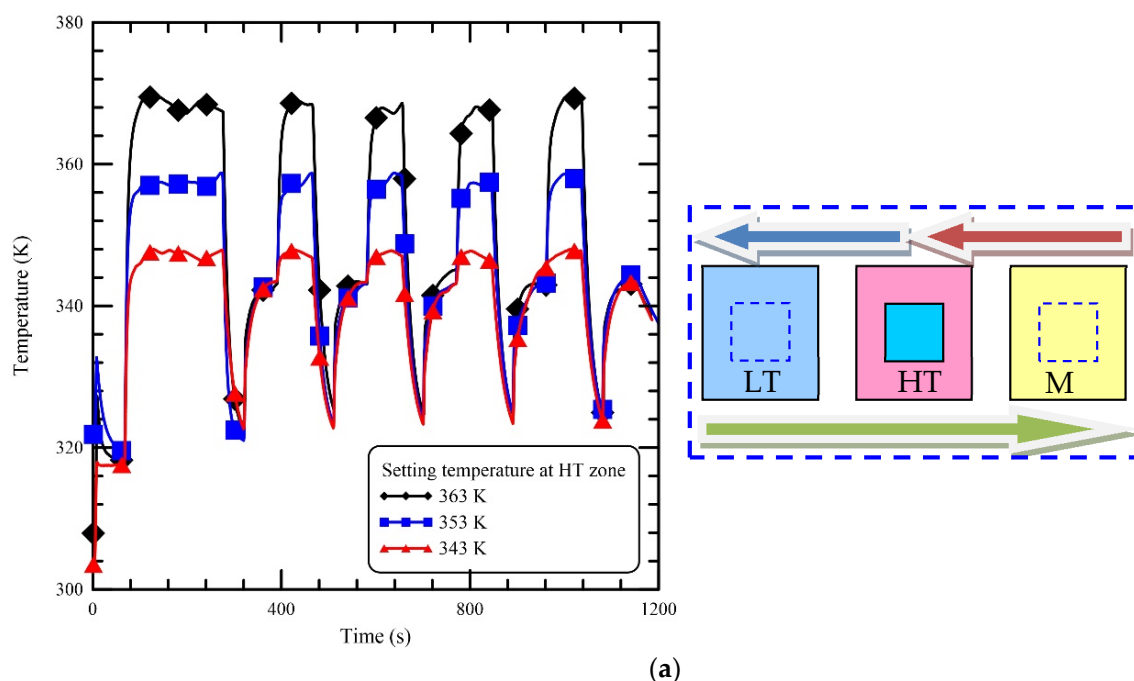 380
360
340
320
300
Temperature (K)
0
400
800
1200
Time (s)
Setting temperature at HT zone
363 K
353 K
343 K
LT
HT
M
(a)